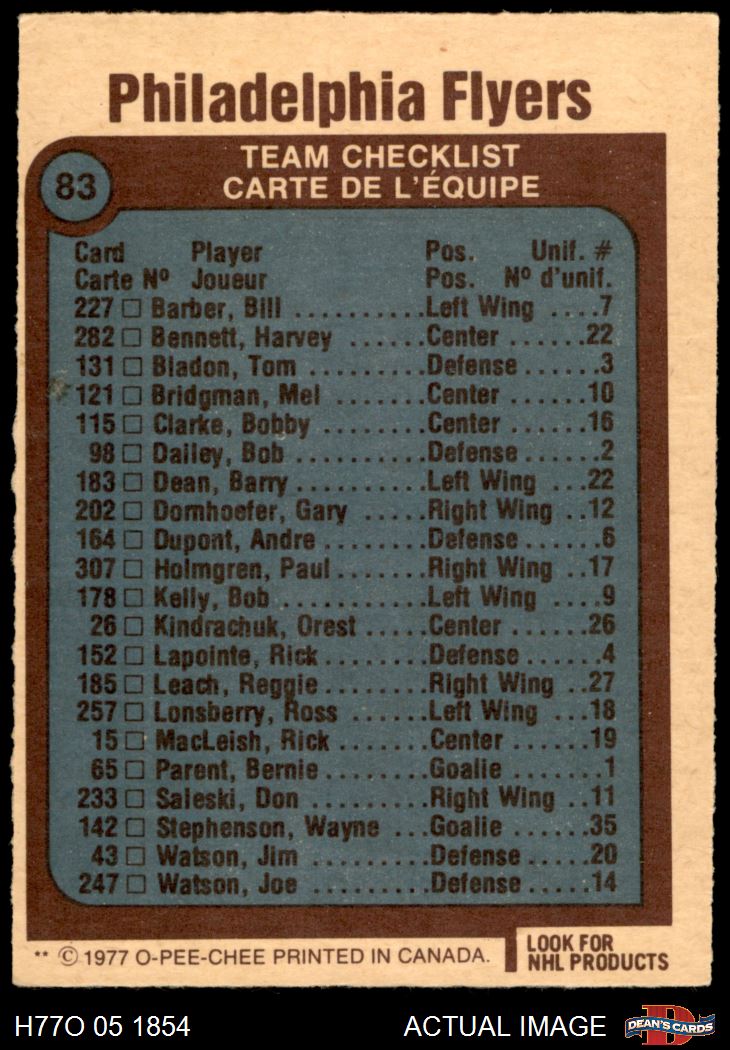 Philadelphia Flyers
83
TEAM CHECKLIST
CARTE DE L'ÉQUIPE
Card Player Pos. Unif. #
Carte Nº Joueur Pos. Nº d'unif.
227 □ Barber, Bill ..........Left Wing ....7
282 □ Bennett, Harvey ......Center ......22
131 □ Bladon, Tom .........Defense ......3
121 □ Bridgman, Mel ........Center ......10
115 □ Clarke, Bobby ........Center ......16
98 □ Dailey, Bob ..........Defense ......2
183 □ Dean, Barry ..........Left Wing ...22
202 □ Dornhoefer, Gary .....Right Wing ..12
164 □ Dupont, Andre ........Defense ......6
307 □ Holmgren, Paul .......Right Wing ..17
178 □ Kelly, Bob ...........Left Wing ....9
26 □ Kindrachuk, Orest .....Center ......26
152 □ Lapointe, Rick ........Defense ......4
185 □ Leach, Reggie ........Right Wing ..27
257 □ Lonsberry, Ross ......Left Wing ...18
15 □ MacLeish, Rick .......Center ......19
65 □ Parent, Bernie ........Goalie .......1
233 □ Saleski, Don .........Right Wing ..11
142 □ Stephenson, Wayne ...Goalie ......35
43 □ Watson, Jim .........Defense .....20
247 □ Watson, Joe .........Defense .....14
** © 1977 O-PEE-CHEE PRINTED IN CANADA.
LOOK FOR
NHL PRODUCTS
H77O 05 1854
ACTUAL IMAGE
D
DEAN'S CARDS